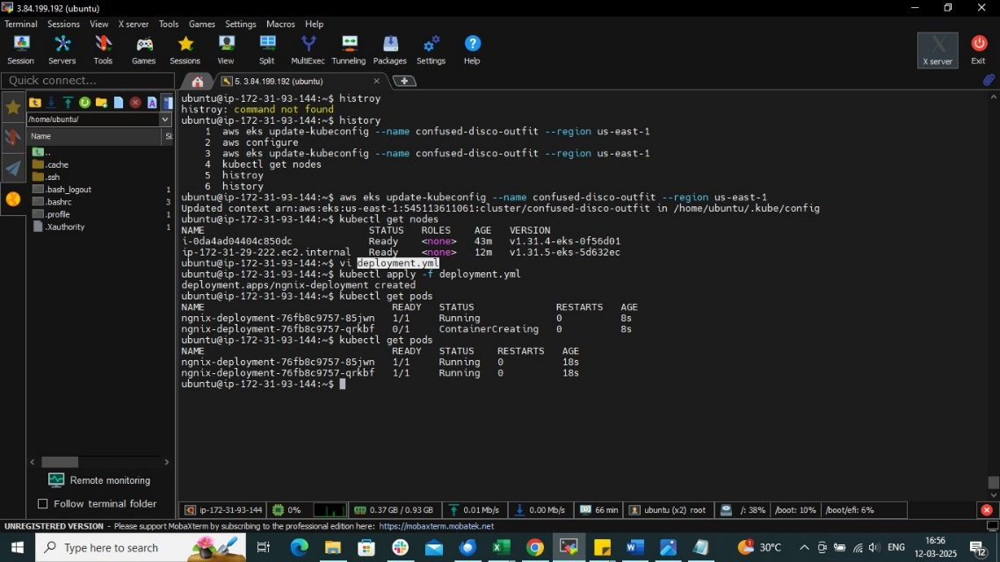 3.84.199.192 (ubuntu)
Terminal Sessions View X server Tools Games Settings Macros Help
Session Servers Tools Games Sessions View Split MultiExec Tunneling Packages Settings Help X server Exit
Quick connect...
5. 3.84.199.192 (ubuntu)
/home/ubuntu/
Name Si
..
.cache
.ssh
.bash_logout 1
.bashrc 3
.profile 1
.Xauthority 1
ubuntu@ip-172-31-93-144:~$ histroy
histroy: command not found
ubuntu@ip-172-31-93-144:~$ history
1 aws eks update-kubeconfig --name confused-disco-outfit --region us-east-1
2 aws configure
3 aws eks update-kubeconfig --name confused-disco-outfit --region us-east-1
4 kubectl get nodes
5 histroy
6 history
ubuntu@ip-172-31-93-144:~$ aws eks update-kubeconfig --name confused-disco-outfit --region us-east-1
Updated context arn:aws:eks:us-east-1:545113611061:cluster/confused-disco-outfit in /home/ubuntu/.kube/config
ubuntu@ip-172-31-93-144:~$ kubectl get nodes
NAME STATUS ROLES AGE VERSION
i-0da4ad04404c850dc Ready <none> 43m v1.31.4-eks-0f56d01
ip-172-31-29-222.ec2.internal Ready <none> 12m v1.31.5-eks-5d632ec
ubuntu@ip-172-31-93-144:~$ vi deployment.yml
ubuntu@ip-172-31-93-144:~$ kubectl apply -f deployment.yml
deployment.apps/ngnix-deployment created
ubuntu@ip-172-31-93-144:~$ kubectl get pods
NAME READY STATUS RESTARTS AGE
ngnix-deployment-76fb8c9757-85jwn 1/1 Running 0 8s
ngnix-deployment-76fb8c9757-qrkbf 0/1 ContainerCreating 0 8s
ubuntu@ip-172-31-93-144:~$ kubectl get pods
NAME READY STATUS RESTARTS AGE
ngnix-deployment-76fb8c9757-85jwn 1/1 Running 0 18s
ngnix-deployment-76fb8c9757-qrkbf 1/1 Running 0 18s
ubuntu@ip-172-31-93-144:~$
Remote monitoring
Follow terminal folder
ip-172-31-93-144 0% 0.37 GB / 0.93 GB 0.01 Mb/s 0.00 Mb/s 66 min ubuntu (x2) root /: 38% /boot: 10% /boot/efi: 6%
UNREGISTERED VERSION - Please support MobaXterm by subscribing to the professional edition here: https://mobaxterm.mobatek.net
Type here to search
30°C
ENG
16:56
12-03-2025
12